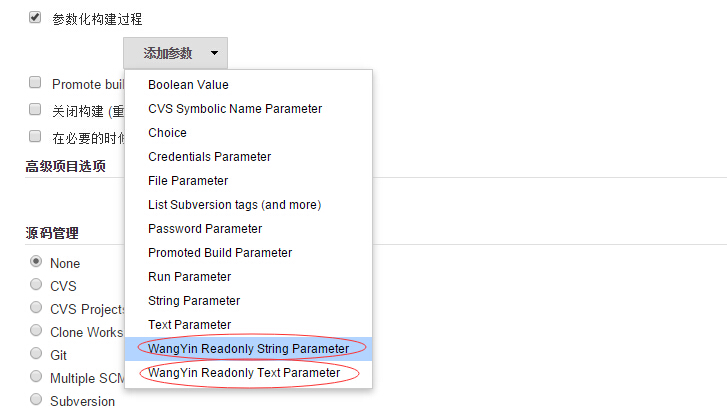 参数化构建过程
添加参数
Boolean Value
Promote buil
CVS Symbolic Name Parameter
关闭构建 (重
Choice
在必要的时候
Credentials Parameter
高级项目选项
File Parameter
List Subversion tags (and more)
Password Parameter
源码管理
Promoted Build Parameter
None
Run Parameter
CVS
String Parameter
CVS Projects
Text Parameter
Clone Works
WangYin Readonly String Parameter
Git
WangYin Readonly Text Parameter
Multiple SCM
Subversion